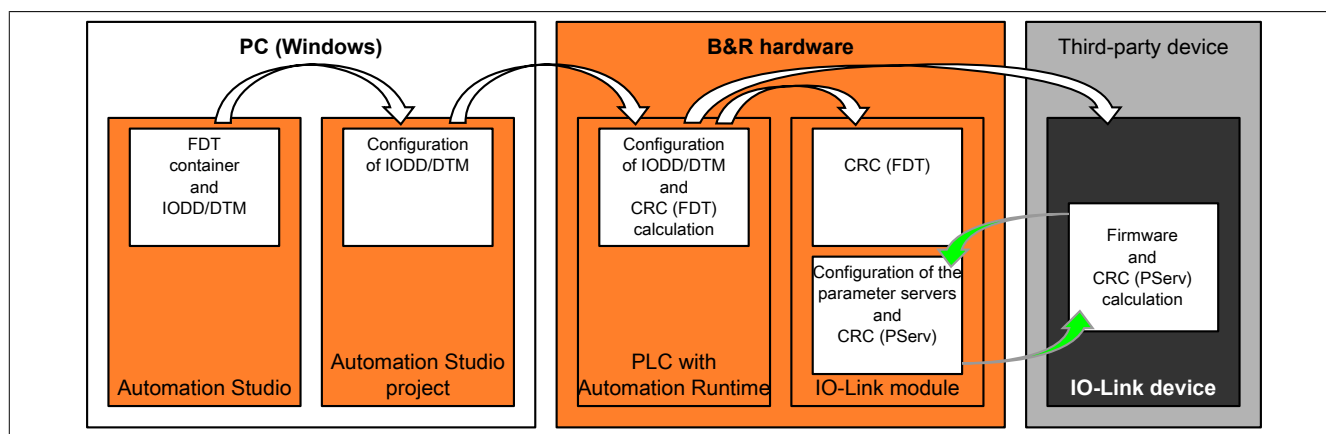 PC (Windows)
B&R hardware
Third-party device
FDT
container
and
IODD/DTM
Automation Studio
Configuration
of IODD/DTM
Automation Studio
project
Configuration
of IODD/DTM
and
CRC (FDT)
calculation
PLC with
Automation Runtime
CRC (FDT)
Configuration of the
parameter servers
and
CRC (PServ)
IO-Link module
Firmware
and
CRC (PServ)
calculation
IO-Link device